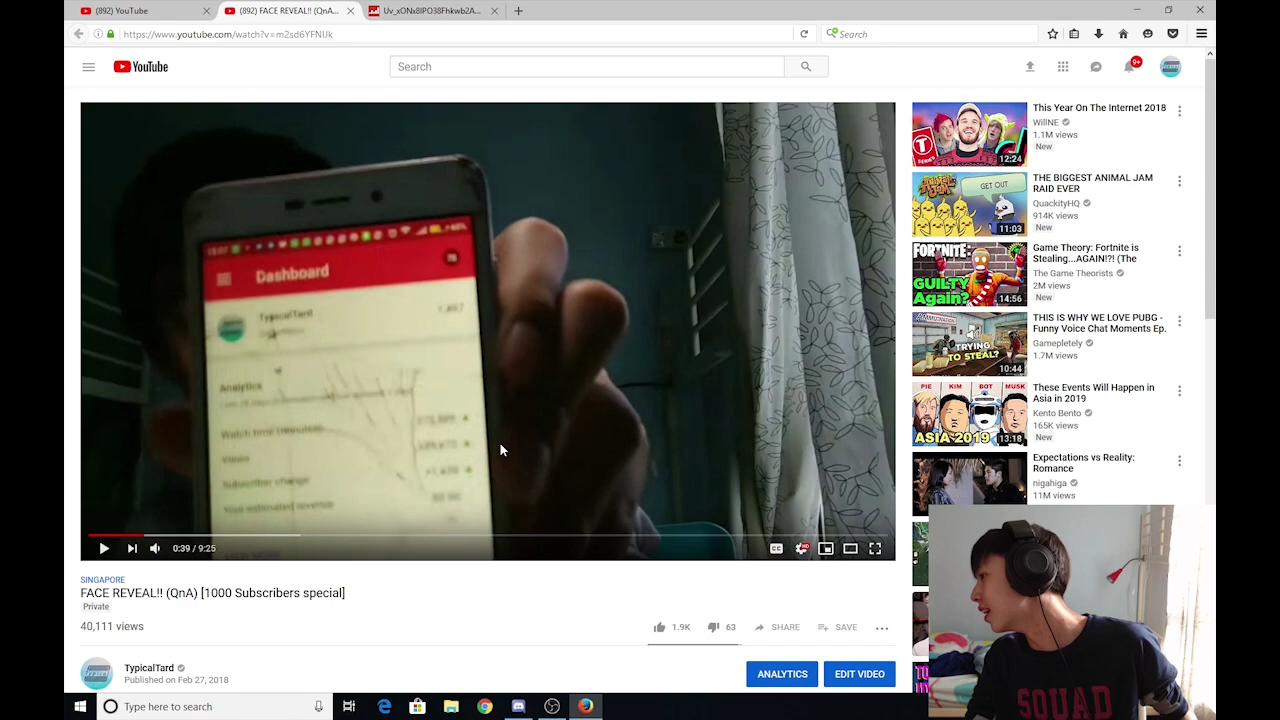 (892) YouTube
(892) FACE REVEAL!! (QnA...
Uv_xONx8IPO38Fhkwb2A...
https://www.youtube.com/watch?v=m2sd6YFNlJk
Search
YouTube
Search
9+
Dashboard
TypicalTard
Analytics
Watch time (minutes)
Views
Subscriber change
Your estimated revenue
0:39 / 9:25
CC
HD
SINGAPORE
FACE REVEAL!! (QnA) [1000 Subscribers special]
Private
40,111 views
1.9K
63
SHARE
SAVE
TypicalTard
Published on Feb 27, 2018
ANALYTICS
EDIT VIDEO
This Year On The Internet 2018
WillNE
1.1M views
New
12:24
THE BIGGEST ANIMAL JAM
RAID EVER
QuackityHQ
914K views
New
GET OUT
11:03
Game Theory: Fortnite is
Stealing...AGAIN!?! (The
The Game Theorists
2M views
New
FORTNITE:
GUILTY
Again?
14:56
THIS IS WHY WE LOVE PUBG -
Funny Voice Chat Moments Ep.
Gamepletely
1.7M views
TRYING
TO STEAL?
10:44
These Events Will Happen in
Asia in 2019
Kento Bento
165K views
New
PIE KIM BOT MUSK
ASIA 2019
13:18
Expectations vs Reality:
Romance
nigahiga
11M views
SQUAD
Type here to search